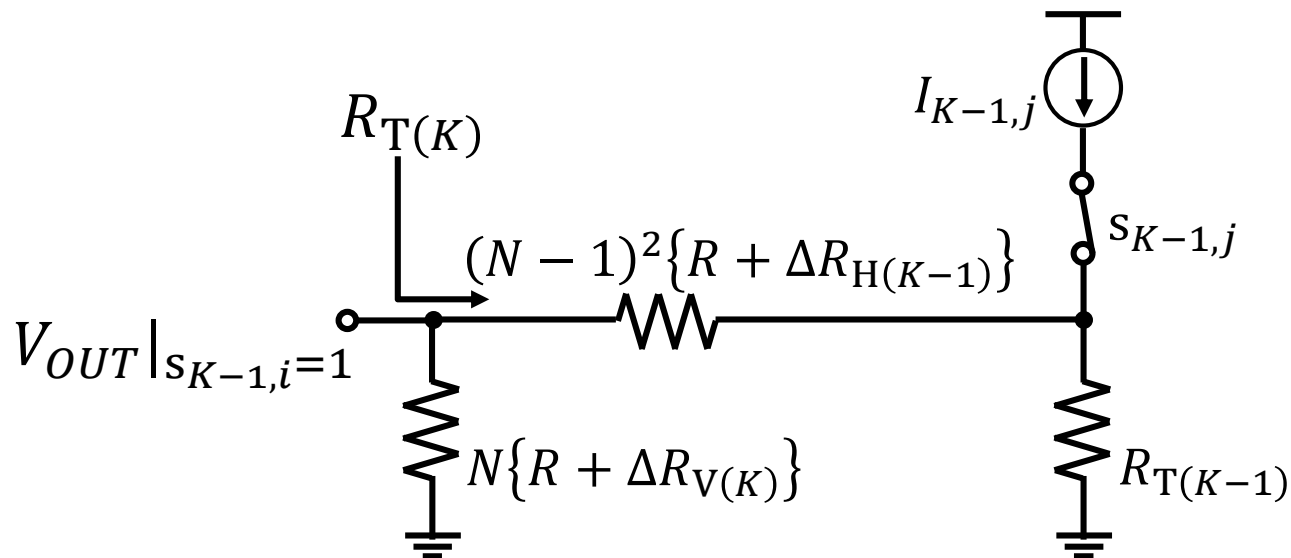 I_{K−1,j}
R_{T(K)}
s_{K−1,j}
(N − 1)²{R + ΔR_{H(K−1)}}
V_{OUT}|_{s_{K−1,i}=1}
N{R + ΔR_{V(K)}}
R_{T(K−1)}